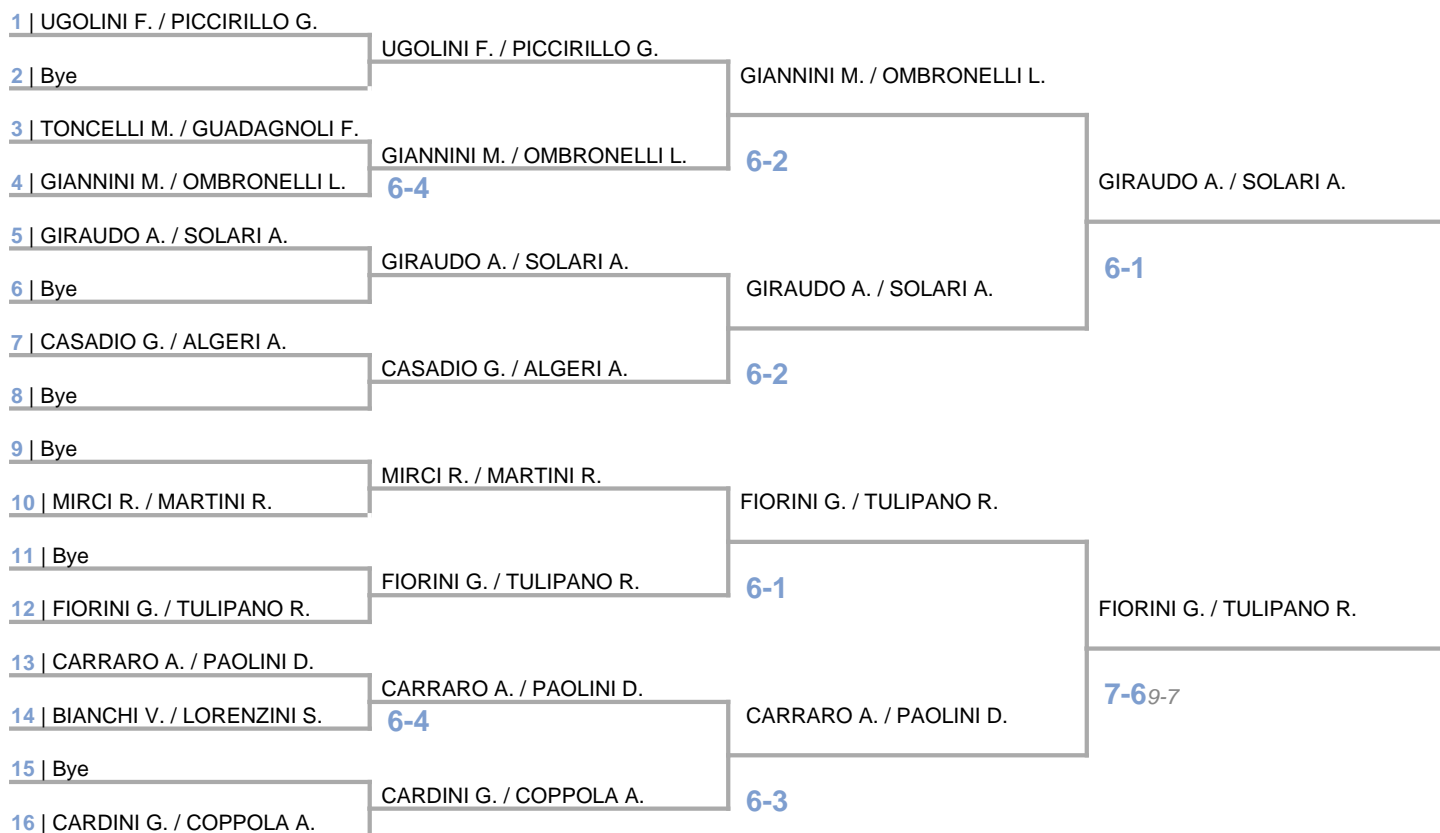 1 | UGOLINI F. / PICCIRILLO G.
2 | Bye
3 | TONCELLI M. / GUADAGNOLI F.
4 | GIANNINI M. / OMBRONELLI L.
5 | GIRAUDO A. / SOLARI A.
6 | Bye
7 | CASADIO G. / ALGERI A.
8 | Bye
9 | Bye
10 | MIRCI R. / MARTINI R.
11 | Bye
12 | FIORINI G. / TULIPANO R.
13 | CARRARO A. / PAOLINI D.
14 | BIANCHI V. / LORENZINI S.
15 | Bye
16 | CARDINI G. / COPPOLA A.
UGOLINI F. / PICCIRILLO G.
GIANNINI M. / OMBRONELLI L.
6-4
GIRAUDO A. / SOLARI A.
CASADIO G. / ALGERI A.
MIRCI R. / MARTINI R.
FIORINI G. / TULIPANO R.
CARRARO A. / PAOLINI D.
6-4
CARDINI G. / COPPOLA A.
GIANNINI M. / OMBRONELLI L.
6-2
GIRAUDO A. / SOLARI A.
6-2
FIORINI G. / TULIPANO R.
6-1
CARRARO A. / PAOLINI D.
6-3
GIRAUDO A. / SOLARI A.
6-1
FIORINI G. / TULIPANO R.
7-6 9-7